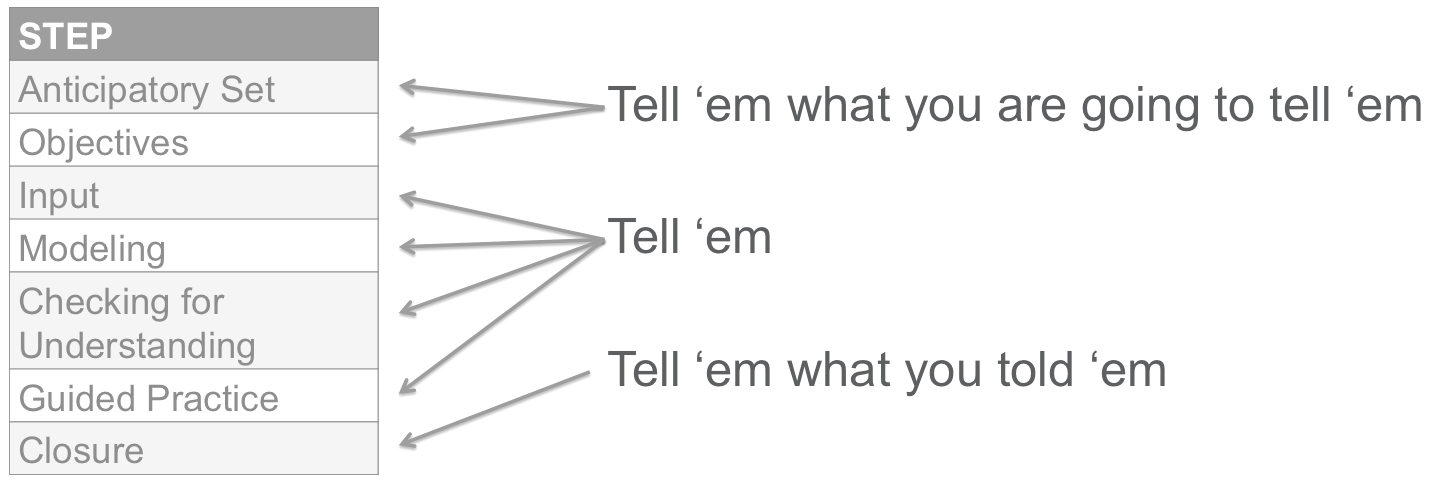 STEP
Anticipatory Set
Objectives
Input
Modeling
Checking for
Understanding
Guided Practice
Closure
Tell ‘em what you are going to tell ‘em
Tell ‘em
Tell ‘em what you told ‘em